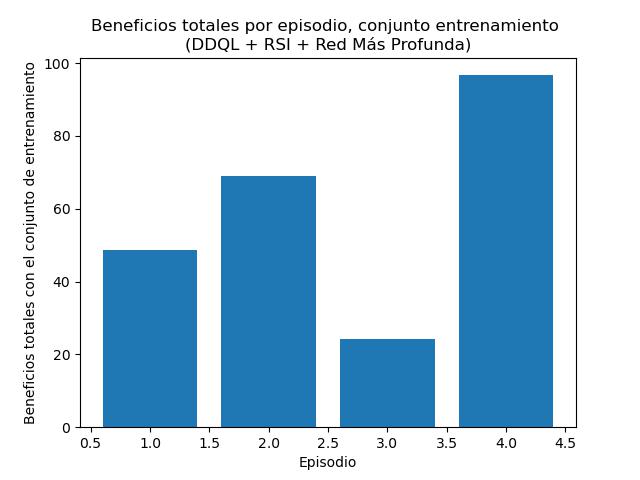 Beneficios totales por episodio, conjunto entrenamiento
(DDQL + RSI + Red Más Profunda)
Beneficios totales con el conjunto de entrenamiento
100
80
60
40
20
0
0.5 1.0 1.5 2.0 2.5 3.0 3.5 4.0 4.5
Episodio